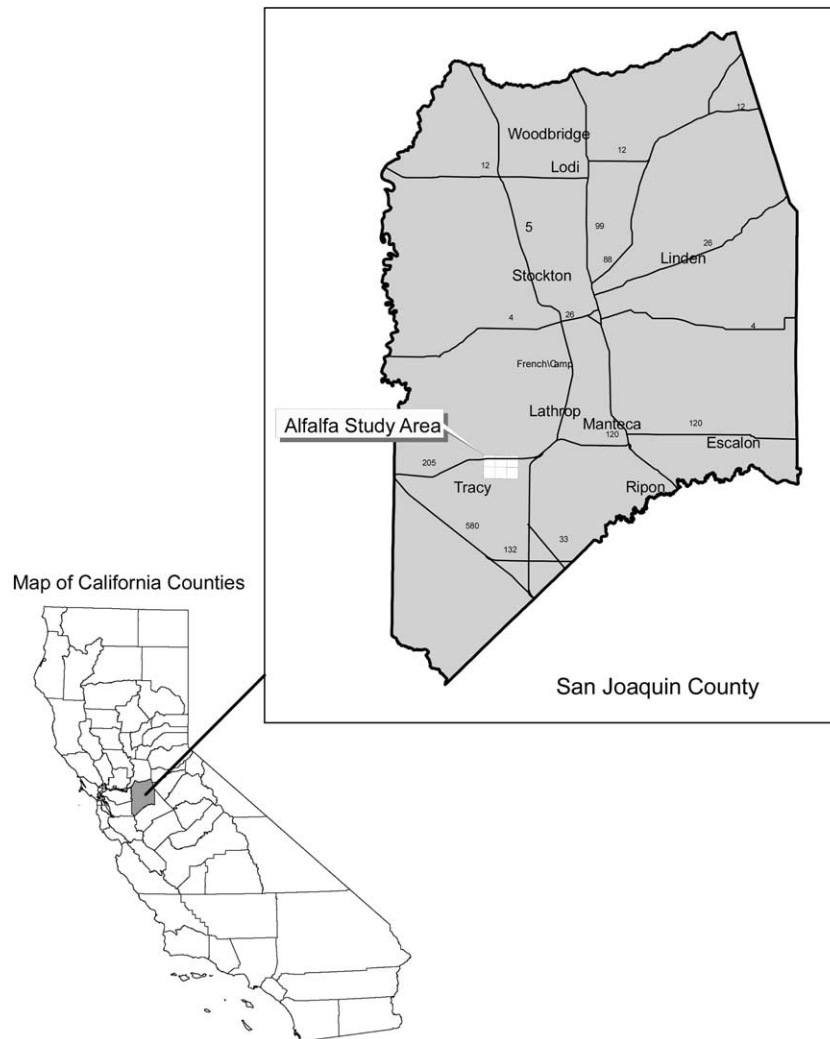 12
Woodbridge
12
12
Lodi
5
99
26
88
Linden
Stockton
4
26
4
French\Camp
Lathrop
Manteca
120
120
Alfalfa Study Area
Escalon
205
Tracy
Ripon
580
132
33
Map of California Counties
San Joaquin County